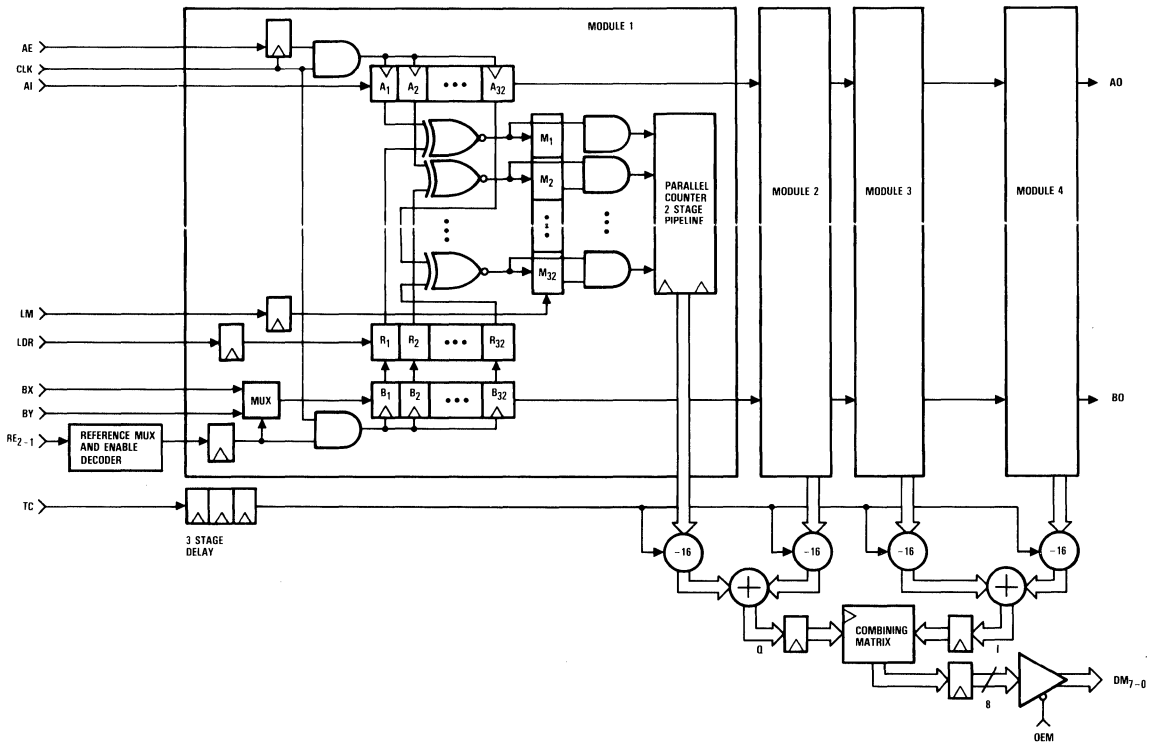 MODULE 1
AE
CLK
AI
A1 A2 ••• A32
AO
M1
M2
M32
PARALLEL
COUNTER
2 STAGE
PIPELINE
MODULE 2
MODULE 3
MODULE 4
LM
LDR
R1 R2 ••• R32
BX
BY
MUX
B1 B2 ••• B32
BO
RE2-1
REFERENCE MUX
AND ENABLE
DECODER
TC
3 STAGE
DELAY
-16
-16
-16
-16
+
+
Q
COMBINING
MATRIX
I
8
DM7-0
OEM